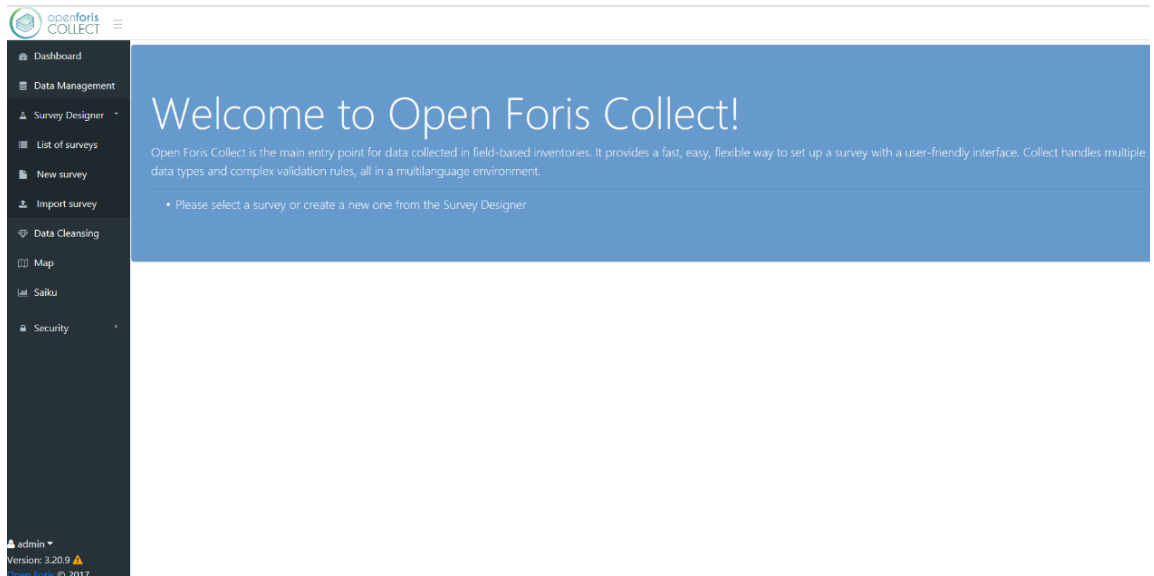 openforis
COLLECT
Dashboard
Data Management
Survey Designer
List of surveys
New survey
Import survey
Data Cleansing
Map
Saiku
Security
admin
Version: 3.20.9
Open Foris © 2017
Welcome to Open Foris Collect!
Open Foris Collect is the main entry point for data collected in field-based inventories. It provides a fast, easy, flexible way to set up a survey with a user-friendly interface. Collect handles multiple
data types and complex validation rules, all in a multilanguage environment.
• Please select a survey or create a new one from the Survey Designer